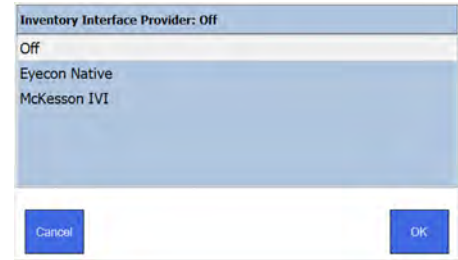 Inventory Interface Provider: Off
Off
Eyecon Native
McKesson IVI
Cancel
OK